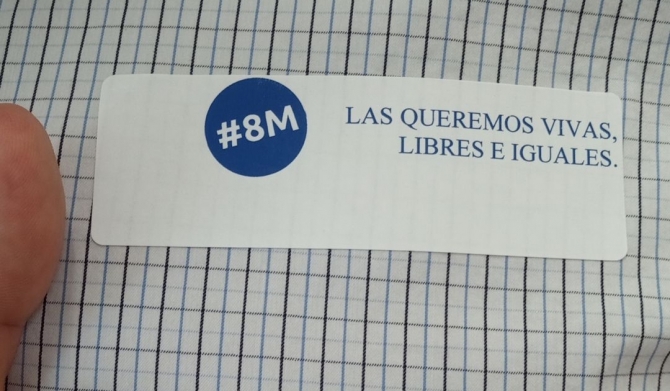 #8M
LAS QUEREMOS VIVAS,
LIBRES E IGUALES.